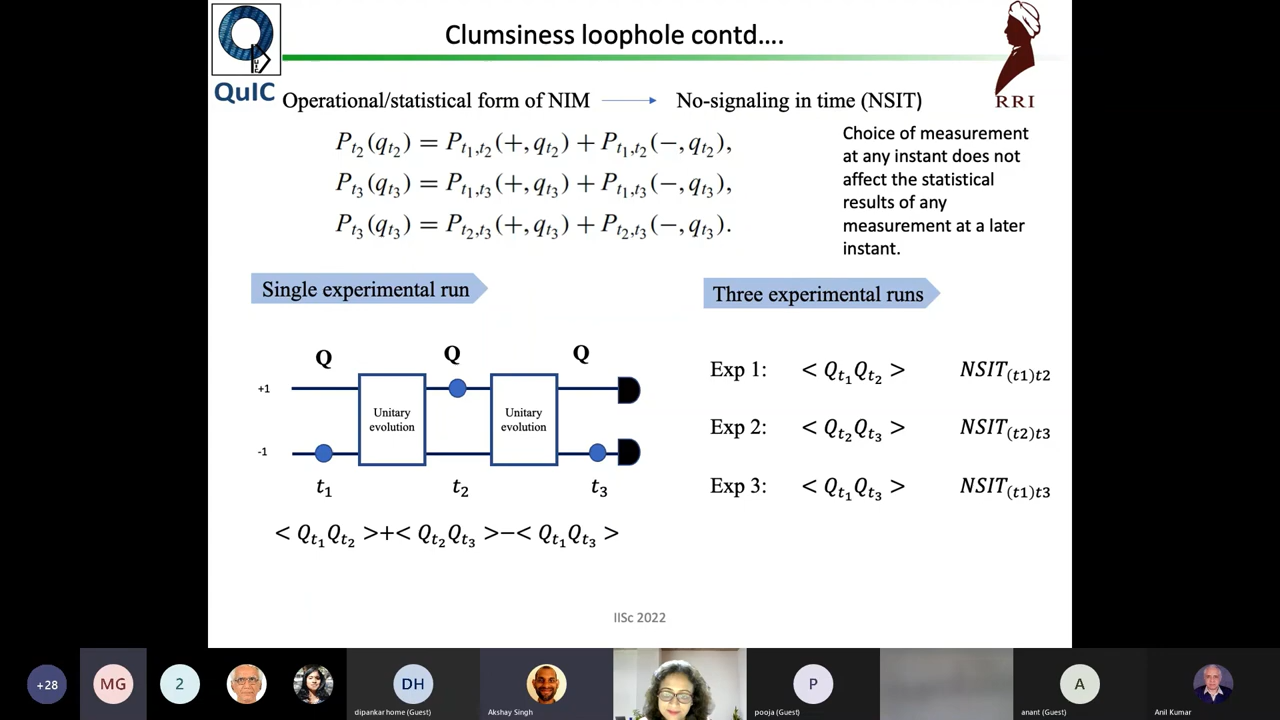 Clumsiness loophole contd....
QuIC
RRI
Operational/statistical form of NIM → No-signaling in time (NSIT)
P_{t_2}(q_{t_2}) = P_{t_1,t_2}(+, q_{t_2}) + P_{t_1,t_2}(−, q_{t_2}),
P_{t_3}(q_{t_3}) = P_{t_1,t_3}(+, q_{t_3}) + P_{t_1,t_3}(−, q_{t_3}),
P_{t_3}(q_{t_3}) = P_{t_2,t_3}(+, q_{t_3}) + P_{t_2,t_3}(−, q_{t_3}).
Choice of measurement
at any instant does not
affect the statistical
results of any
measurement at a later
instant.
Single experimental run
Q Q Q
+1
Unitary
evolution
Unitary
evolution
-1
t_1 t_2 t_3
< Q_{t_1}Q_{t_2} >+< Q_{t_2}Q_{t_3} >−< Q_{t_1}Q_{t_3} >
Three experimental runs
Exp 1: < Q_{t_1}Q_{t_2} > NSIT_{(t1)t2}
Exp 2: < Q_{t_2}Q_{t_3} > NSIT_{(t2)t3}
Exp 3: < Q_{t_1}Q_{t_3} > NSIT_{(t1)t3}
IISc 2022
+28
MG
2
DH
dipankar home (Guest)
Akshay Singh
P
pooja (Guest)
A
anant (Guest)
Anil Kumar